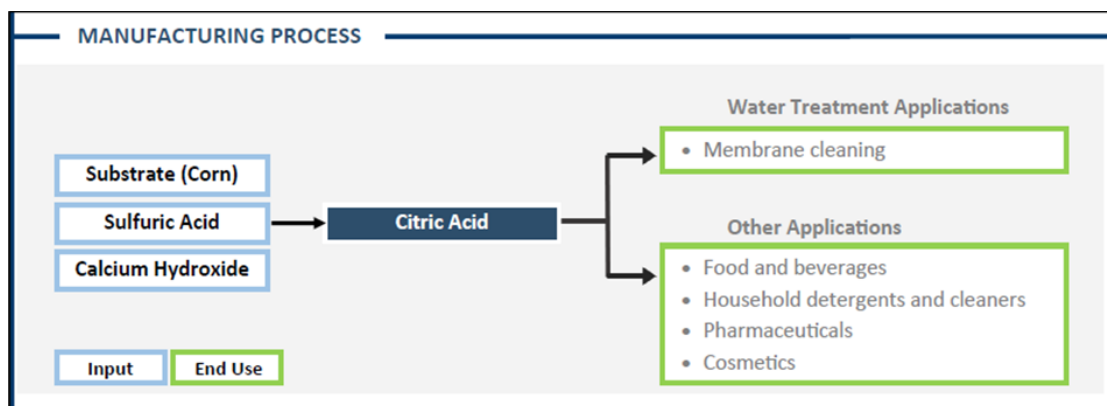 MANUFACTURING PROCESS
Water Treatment Applications
• Membrane cleaning
Substrate (Corn)
Sulfuric Acid
Calcium Hydroxide
Citric Acid
Other Applications
• Food and beverages
• Household detergents and cleaners
• Pharmaceuticals
• Cosmetics
Input
End Use